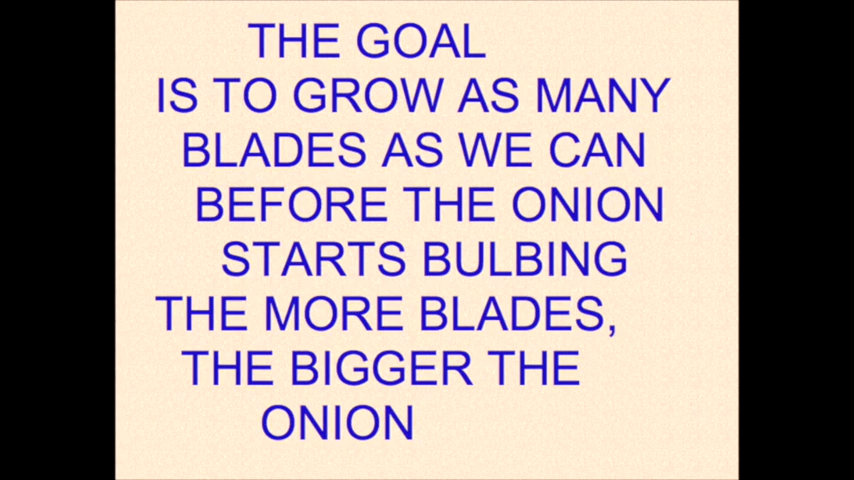 THE GOAL
IS TO GROW AS MANY
BLADES AS WE CAN
BEFORE THE ONION
STARTS BULBING
THE MORE BLADES,
THE BIGGER THE
ONION